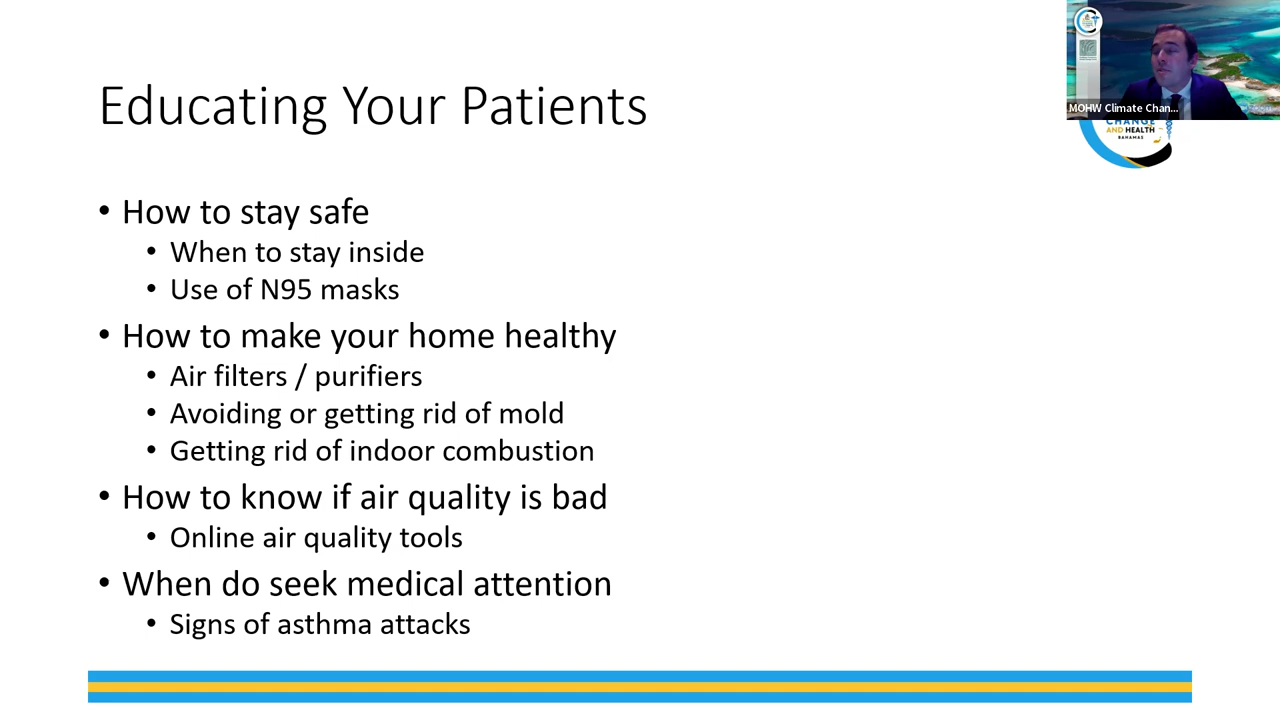 Educating Your Patients
MOHW Climate Chan...
CHANGE
AND HEALTH
BAHAMAS
• How to stay safe
• When to stay inside
• Use of N95 masks
• How to make your home healthy
• Air filters / purifiers
• Avoiding or getting rid of mold
• Getting rid of indoor combustion
• How to know if air quality is bad
• Online air quality tools
• When do seek medical attention
• Signs of asthma attacks